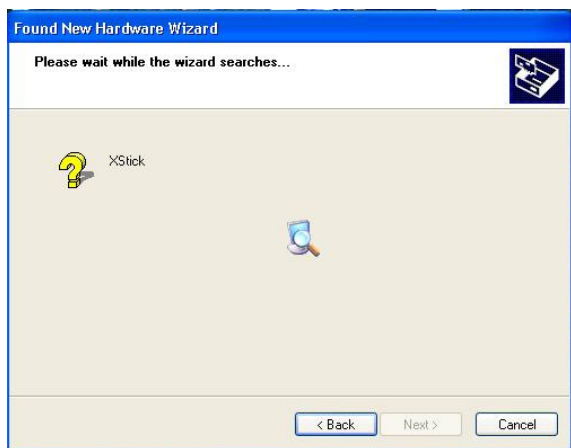 Found New Hardware Wizard
Please wait while the wizard searches...
XStick
< Back
Next >
Cancel